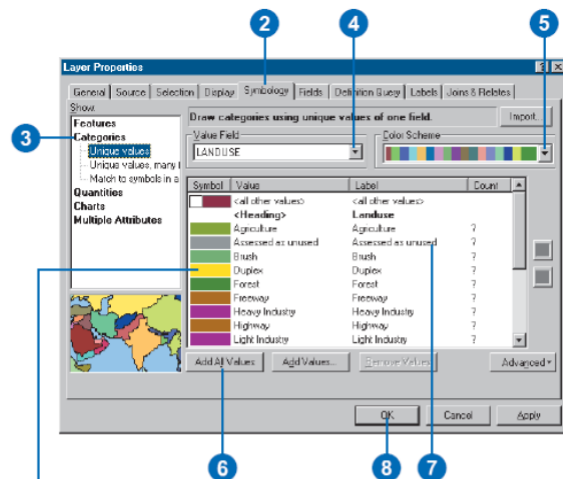 2
4
5
Layer Properties
General Source Selection Display Symbology Fields Definition Query Labels Joins & Relates
Show:
3
Features
Categories
Unique values
Unique values, many f
Match to symbols in a
Quantities
Charts
Multiple Attributes
Draw categories using unique values of one field.
Import...
Value Field
LANDUSE
Color Scheme
Symbol Value Label Count
<all other values> <all other values>
<Heading> Landuse
Agriculture Agriculture ?
Assessed as unused Assessed as unused ?
Brush Brush ?
Duplex Duplex ?
Forest Forest ?
Freeway Freeway ?
Heavy Industry Heavy Industry ?
Highway Highway ?
Light Industry Light Industry ?
Add All Values Add Values... Remove Values Advanced
OK Cancel Apply
6
8
7